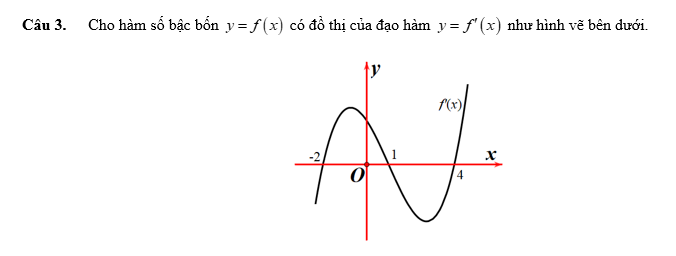 Câu 3. Cho hàm số bậc bốn y = f(x) có đồ thị của đạo hàm y = f'(x) như hình vẽ bên dưới.
y
f'(x)
-2 1 x
O 4